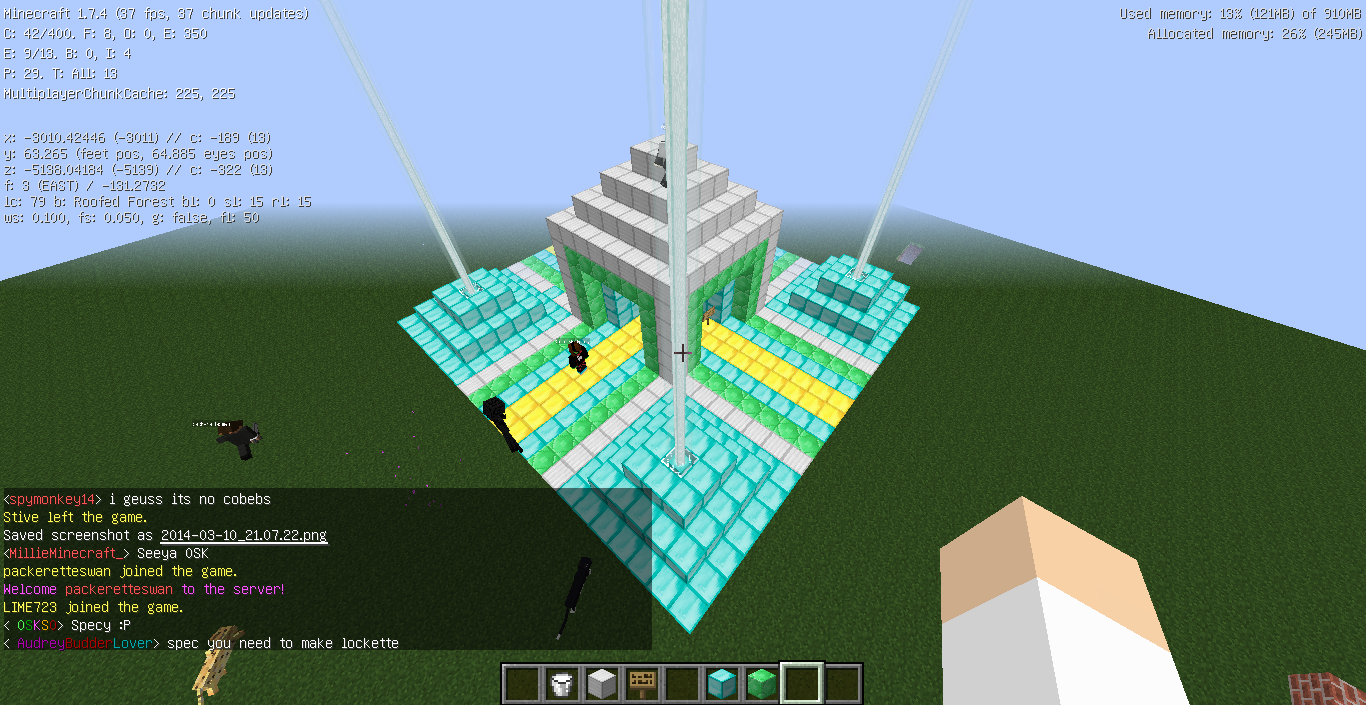 Minecraft 1.7.4 (37 fps, 37 chunk updates)
C: 42/400. F: 8, O: 0, E: 350
E: 9/13. B: 0, I: 4
P: 29. T: All: 13
MultiplayerChunkCache: 225, 225
x: -3010.42446 (-3011) // c: -189 (13)
y: 63.265 (feet pos, 64.885 eyes pos)
z: -5138.04184 (-5139) // c: -322 (13)
f: 3 (EAST) / -131.2732
lc: 79 b: Roofed Forest bl: 0 sl: 15 rl: 15
ws: 0.100, fs: 0.050, g: false, fl: 50
Used memory: 13% (121MB) of 910MB
Allocated memory: 26% (245MB)
<spymonkey14> i geuss its no cobebs
Stive left the game.
Saved screenshot as 2014-03-10_21.07.22.png
<MillieMinecraft_> Seeya OSK
packeretteswan joined the game.
Welcome packeretteswan to the server!
LIME723 joined the game.
< OSKSO> Specy :P
< AudreyBudderLover> spec you need to make lockette